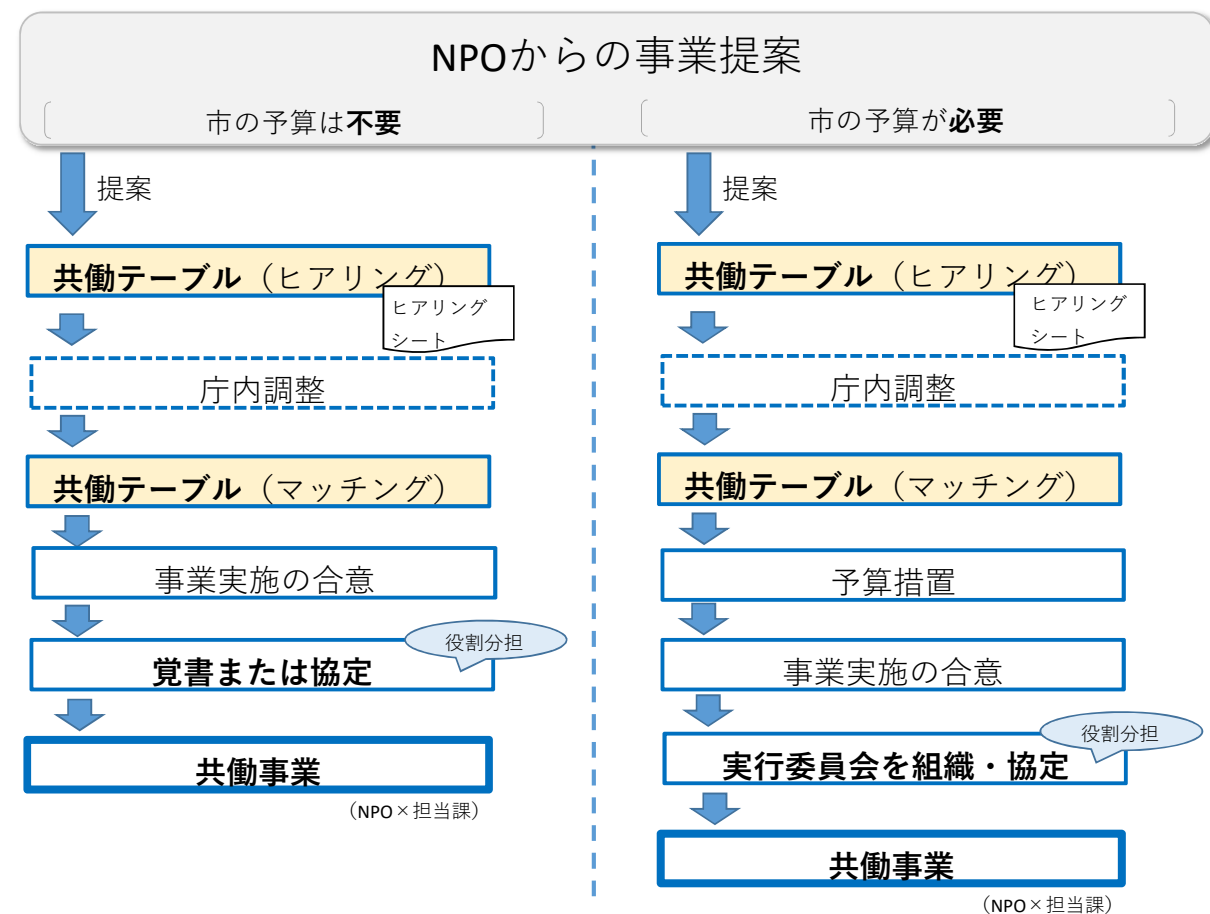 NPOからの事業提案
市の予算は不要
市の予算が必要
提案
共働テーブル（ヒアリング）
ヒアリング
シート
庁内調整
共働テーブル（マッチング）
事業実施の合意
役割分担
覚書または協定
共働事業
（NPO×担当課）
提案
共働テーブル（ヒアリング）
ヒアリング
シート
庁内調整
共働テーブル（マッチング）
予算措置
事業実施の合意
役割分担
実行委員会を組織・協定
共働事業
（NPO×担当課）